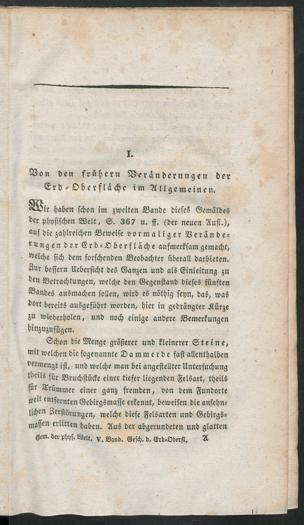 I.
Von den frühern Veränderungen der
Erd-Oberfläche im Allgemeinen.
Wir haben schon im zweiten Bande dieses Gemäldes
der physischen Welt, S. 367 u. ff. (der neuen Aufl.),
auf die zahlreichen Beweise vormaliger Verände
rungen der Erd-Oberfläche aufmerksam gemacht,
welche sich dem forschenden Beobachter überall darbieten.
Zur bessern Uebersicht des Ganzen und als Einleitung zu
den Betrachtungen, welche den Gegenstand dieses fünften
Bandes ausmachen sollen, wird es nöthig seyn, das, was
dort bereits ausgeführt worden, hier in gedrängter Kürze
zu wiederholen, und noch einige andere Bemerkungen
hinzuzufügen.
Schon die Menge grösserer und kleinerer Steine,
mit welchen die sogenannte Dammerde fast allenthalben
vermengt ist, und welche man bei angestellter Untersuchung
theils für Bruchstücke einer tiefer liegenden Felsart, theils
für Trümmer einer ganz fremden, von dem Fundorte
weit entfernten Gebirgsmasse erkennt, beweisen die ansehn-
lichen Zerstörungen, welche diese Felsarten und Gebirgs-
massen erlitten haben. Aus der abgerundeten und glatten
Gem. der phys. Welt. V. Band. Gesch. d. Erd-Oberfl. A